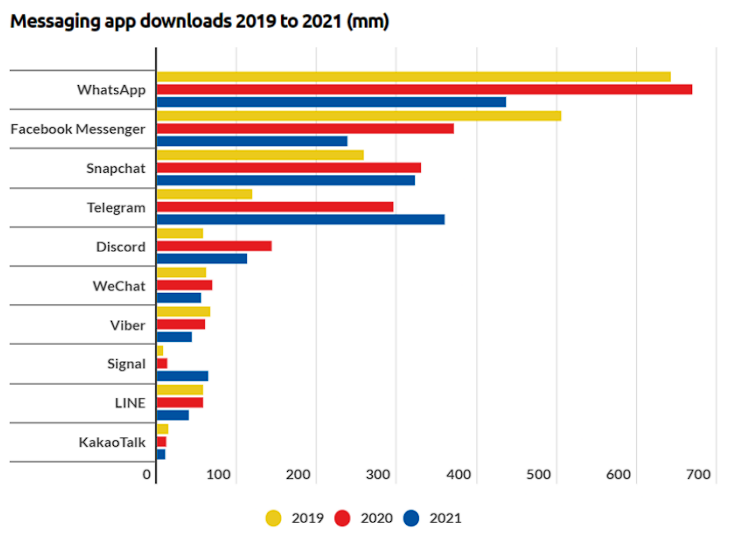 Messaging app downloads 2019 to 2021 (mm)
WhatsApp
Facebook Messenger
Snapchat
Telegram
Discord
WeChat
Viber
Signal
LINE
KakaoTalk
0 100 200 300 400 500 600 700
2019 2020 2021